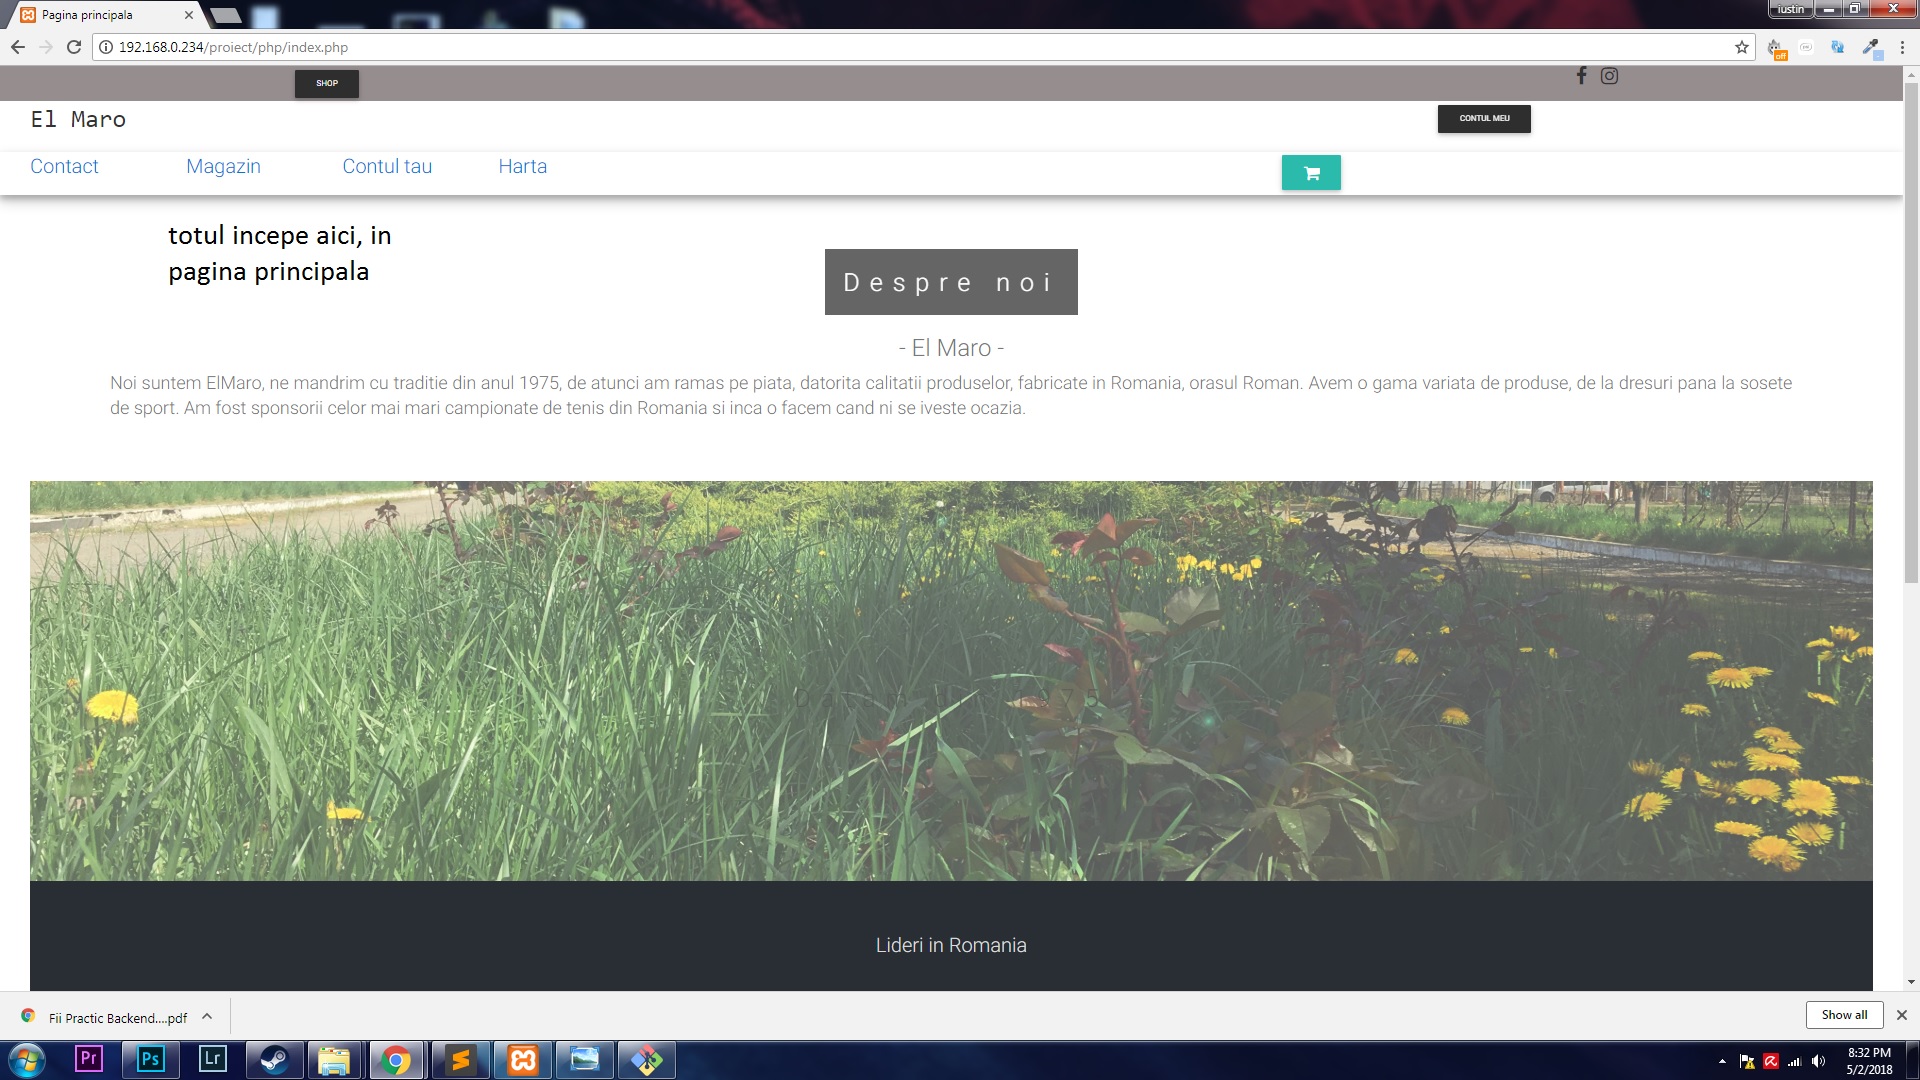 Pagina principala
iustin
192.168.0.234/proiect/php/index.php
off
SHOP
El Maro
CONTUL MEU
Contact Magazin Contul tau Harta
totul incepe aici, in
pagina principala
Despre noi
- El Maro -
Noi suntem ElMaro, ne mandrim cu traditie din anul 1975, de atunci am ramas pe piata, datorita calitatii produselor, fabricate in Romania, orasul Roman. Avem o gama variata de produse, de la dresuri pana la sosete
de sport. Am fost sponsorii celor mai mari campionate de tenis din Romania si inca o facem cand ni se iveste ocazia.
1975
Lideri in Romania
Fii Practic Backend....pdf
Show all
Pr Ps Lr
8:32 PM
5/2/2018